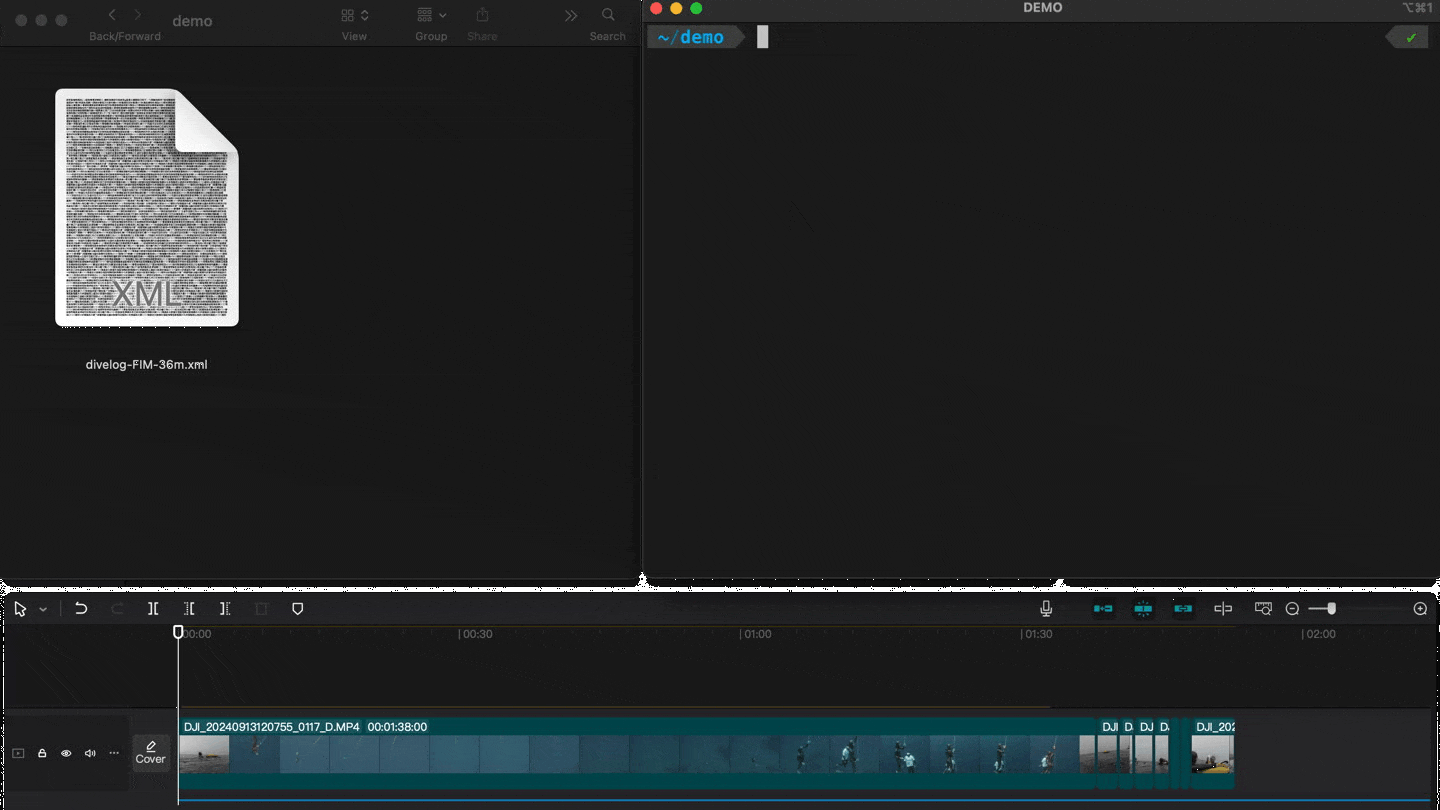 demo
Back/Forward
View
Group
Share
Search
XML
divelog-FIM-36m.xml
DEMO
⌥⌘1
~/demo
✔
00:00
00:30
01:00
01:30
02:00
DJI_20240913120755_0117_D.MP4 00:01:38:00
DJI
D
DJ
D
DJI_202
Cover